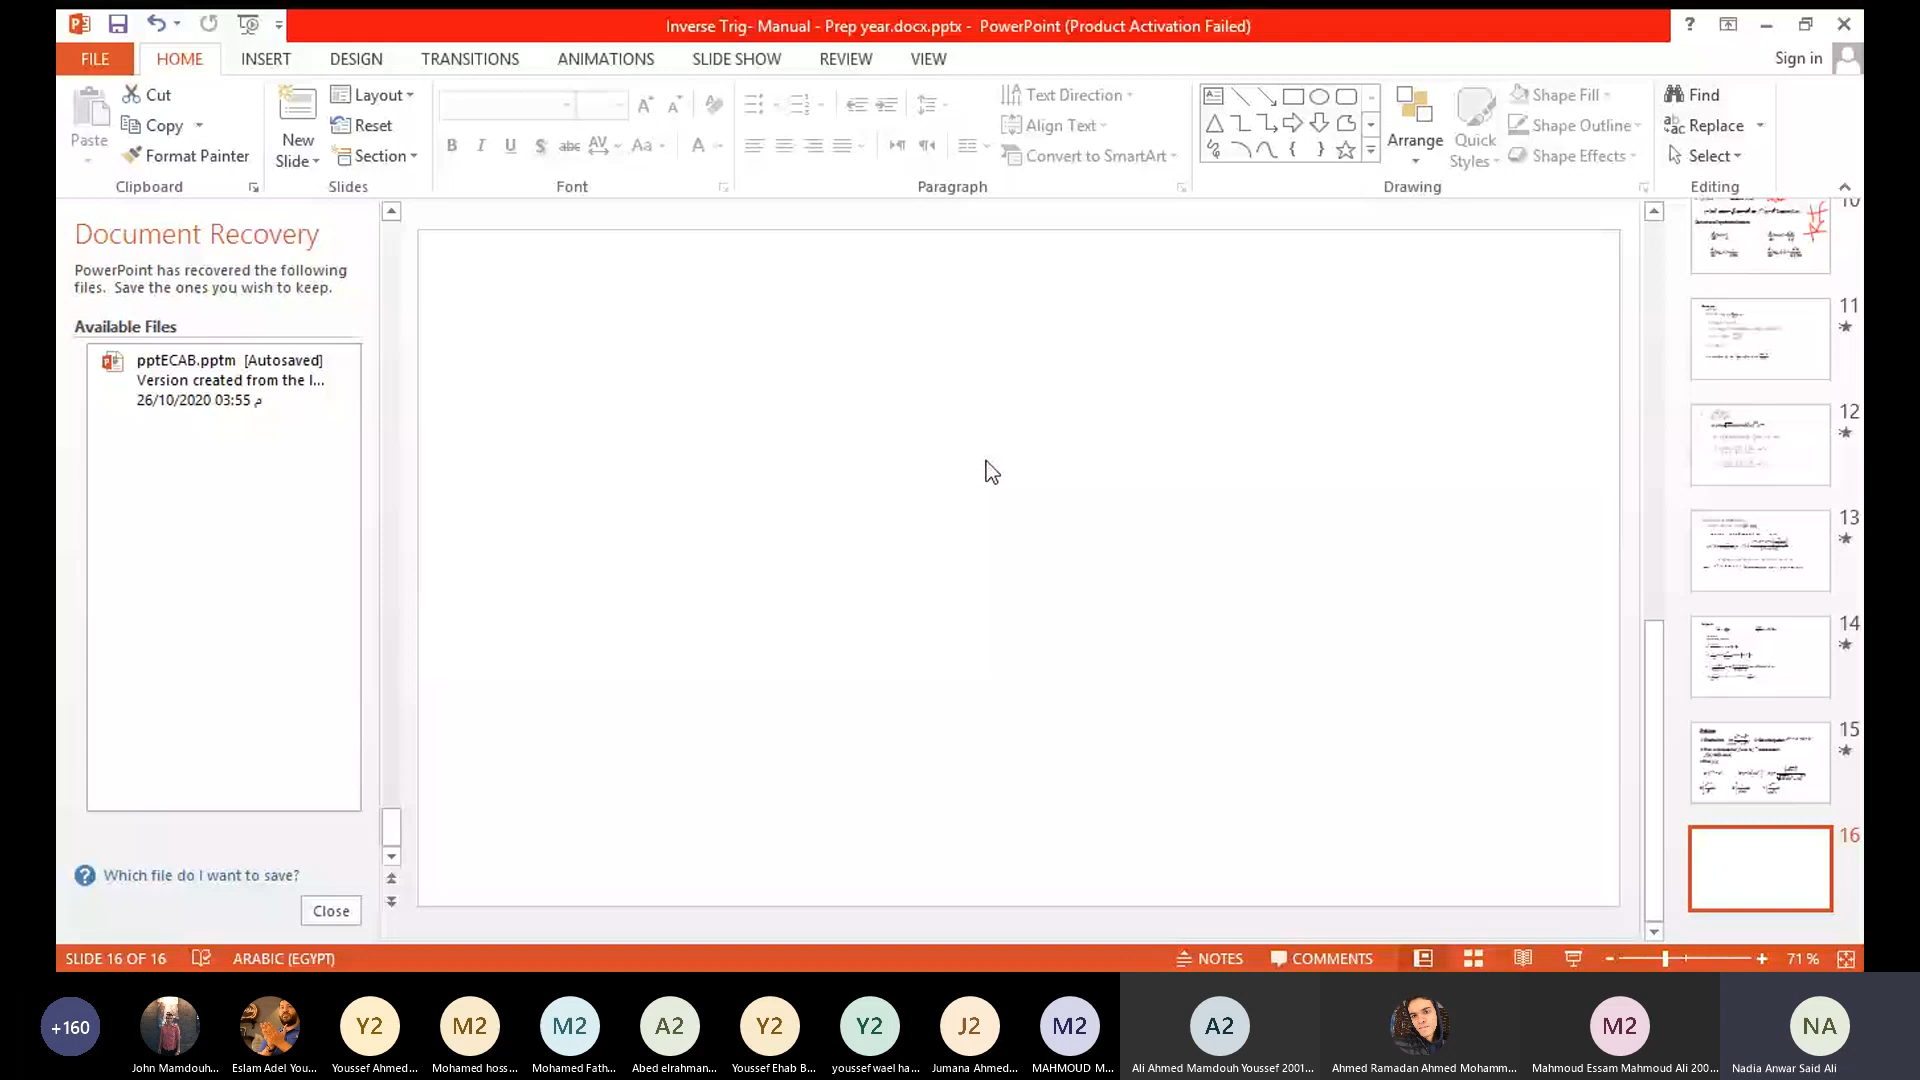 Inverse Trig- Manual - Prep year.docx.pptx - PowerPoint (Product Activation Failed)
?
FILE HOME INSERT DESIGN TRANSITIONS ANIMATIONS SLIDE SHOW REVIEW VIEW
Sign in
Paste
Cut
Copy
Format Painter
Clipboard
New Slide
Layout
Reset
Section
Slides
B I U S abc AV Aa A
Font
Text Direction
Align Text
Convert to SmartArt
Paragraph
Arrange
Quick Styles
Shape Fill
Shape Outline
Shape Effects
Drawing
Find
Replace
Select
Editing
Document Recovery
PowerPoint has recovered the following
files. Save the ones you wish to keep.
Available Files
pptECAB.pptm [Autosaved]
Version created from the l...
26/10/2020 03:55 م
Which file do I want to save?
Close
10
11
12
13
14
15
16
SLIDE 16 OF 16
ARABIC (EGYPT)
NOTES
COMMENTS
71 %
+160
Y2 M2 M2 A2 Y2 Y2 J2 M2 A2 M2 NA
John Mamdouh...
Eslam Adel You...
Youssef Ahmed...
Mohamed hoss...
Mohamed Fath...
Abed elrahman...
Youssef Ehab B...
youssef wael ha...
Jumana Ahmed...
MAHMOUD M...
Ali Ahmed Mamdouh Youssef 2001...
Ahmed Ramadan Ahmed Mohamm...
Mahmoud Essam Mahmoud Ali 200...
Nadia Anwar Said Ali